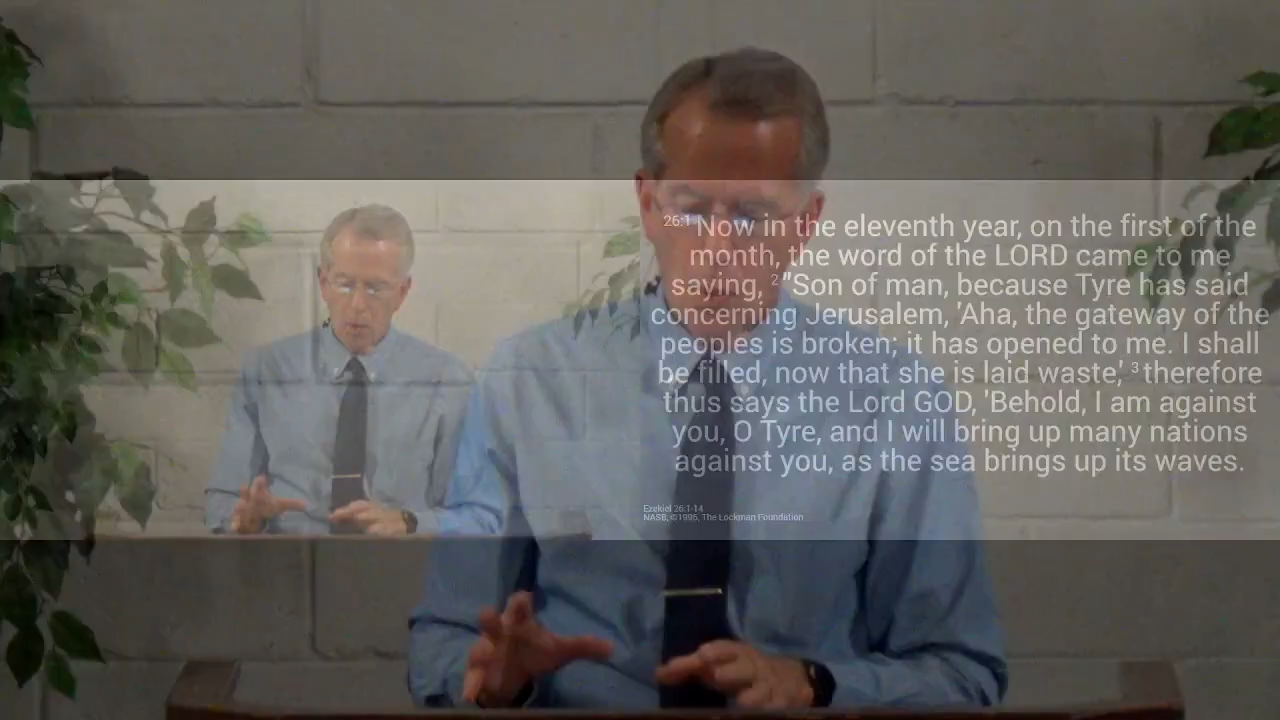 26:1 Now in the eleventh year, on the first of the
month, the word of the LORD came to me
saying, 2 "Son of man, because Tyre has said
concerning Jerusalem, 'Aha, the gateway of the
peoples is broken; it has opened to me. I shall
be filled, now that she is laid waste,' 3 therefore
thus says the Lord GOD, 'Behold, I am against
you, O Tyre, and I will bring up many nations
against you, as the sea brings up its waves.
Ezekiel 26:1-14
NASB, ©1995, The Lockman Foundation